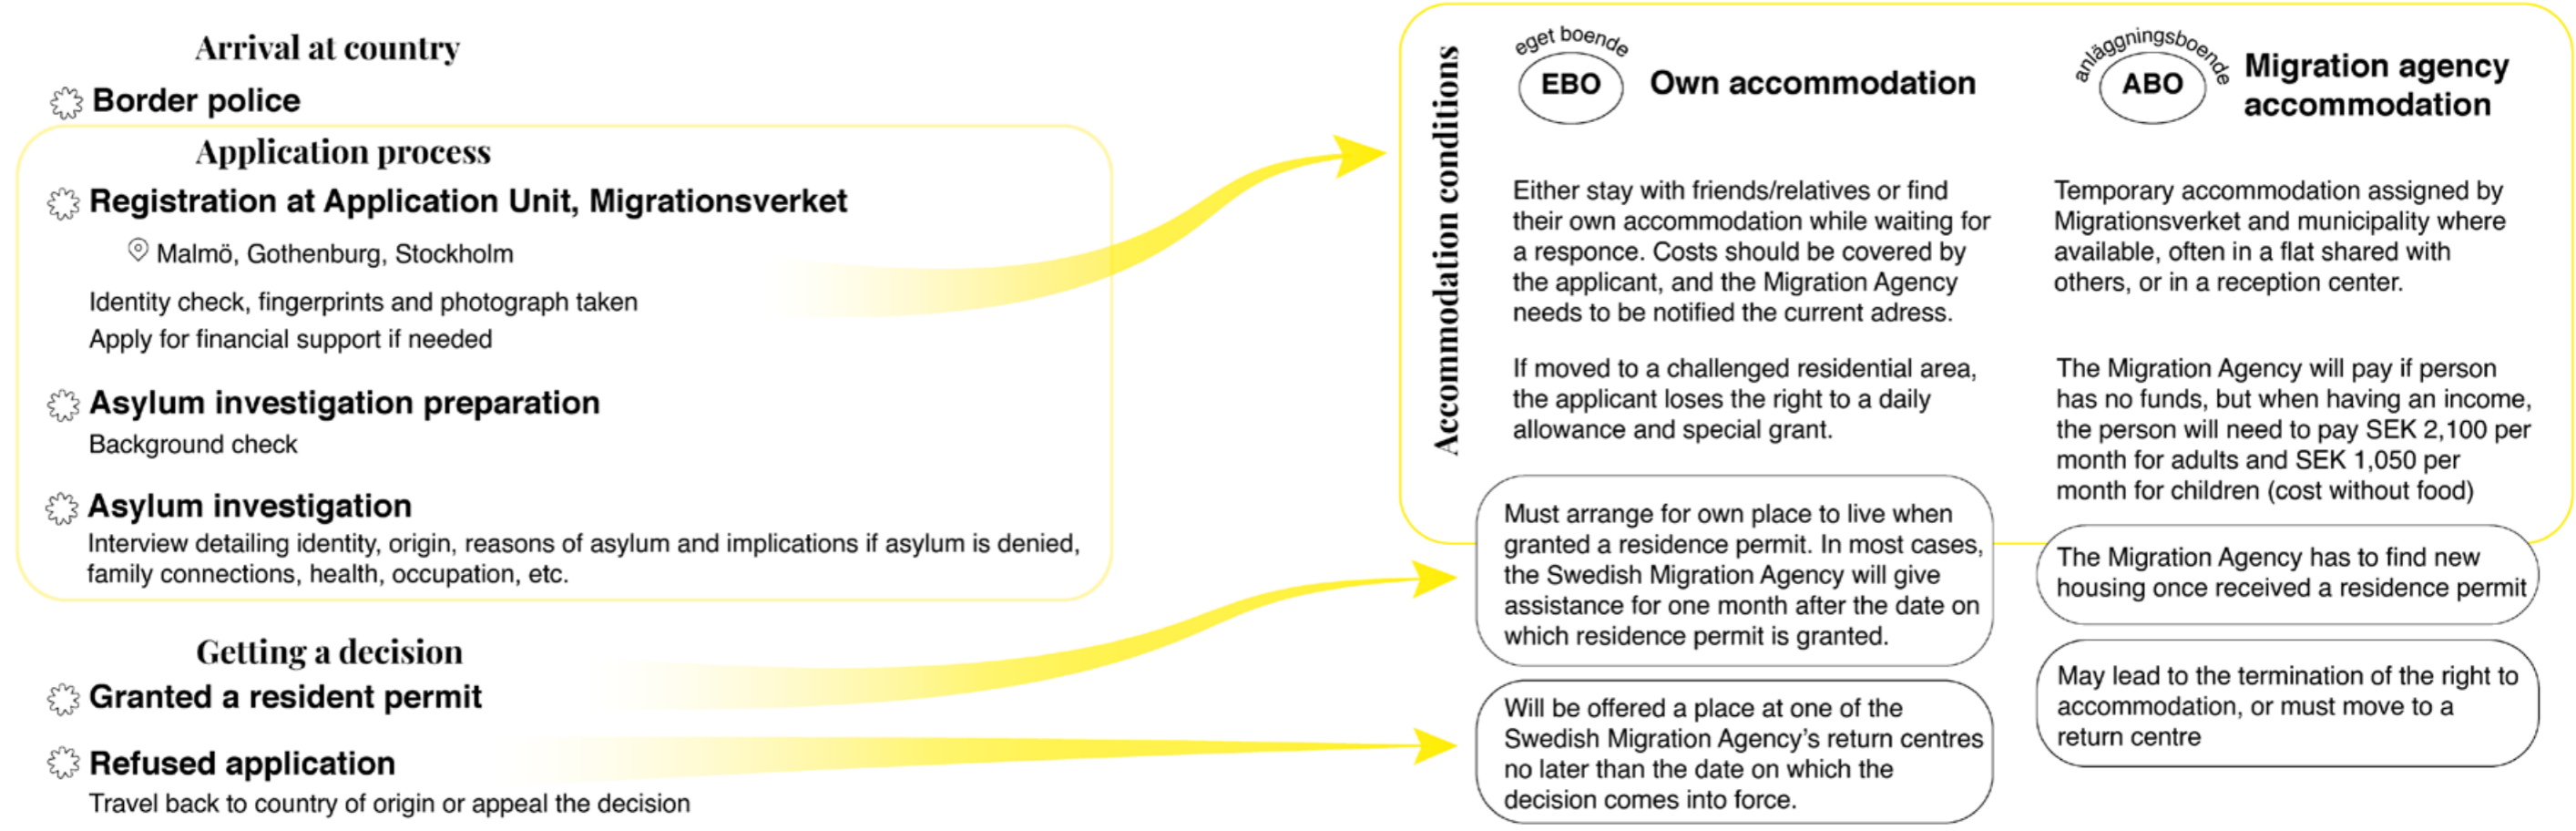 Arrival at country
Border police
Application process
Registration at Application Unit, Migrationsverket
Malmö, Gothenburg, Stockholm
Identity check, fingerprints and photograph taken
Apply for financial support if needed
Asylum investigation preparation
Background check
Asylum investigation
Interview detailing identity, origin, reasons of asylum and implications if asylum is denied,
family connections, health, occupation, etc.
Getting a decision
Granted a resident permit
Refused application
Travel back to country of origin or appeal the decision
Accommodation conditions
eget boende
EBO
Own accommodation
Either stay with friends/relatives or find
their own accommodation while waiting for
a responce. Costs should be covered by
the applicant, and the Migration Agency
needs to be notified the current adress.
If moved to a challenged residential area,
the applicant loses the right to a daily
allowance and special grant.
Must arrange for own place to live when
granted a residence permit. In most cases,
the Swedish Migration Agency will give
assistance for one month after the date on
which residence permit is granted.
Will be offered a place at one of the
Swedish Migration Agency's return centres
no later than the date on which the
decision comes into force.
anläggningsboende
ABO
Migration agency
accommodation
Temporary accommodation assigned by
Migrationsverket and municipality where
available, often in a flat shared with
others, or in a reception center.
The Migration Agency will pay if person
has no funds, but when having an income,
the person will need to pay SEK 2,100 per
month for adults and SEK 1,050 per
month for children (cost without food)
The Migration Agency has to find new
housing once received a residence permit
May lead to the termination of the right to
accommodation, or must move to a
return centre